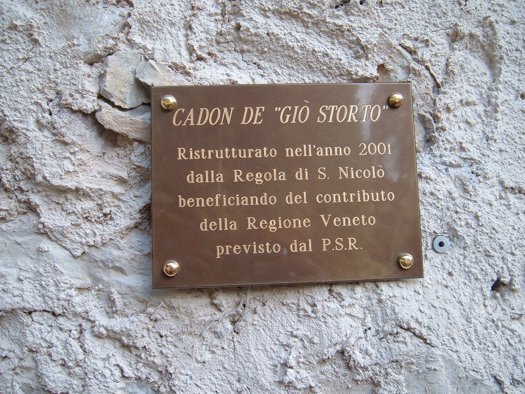 CADON DE "GIÒ STORTO"
Ristrutturato nell'anno 2001
dalla Regola di S. Nicolò
beneficiando del contributo
della Regione Veneto
previsto dal P.S.R.